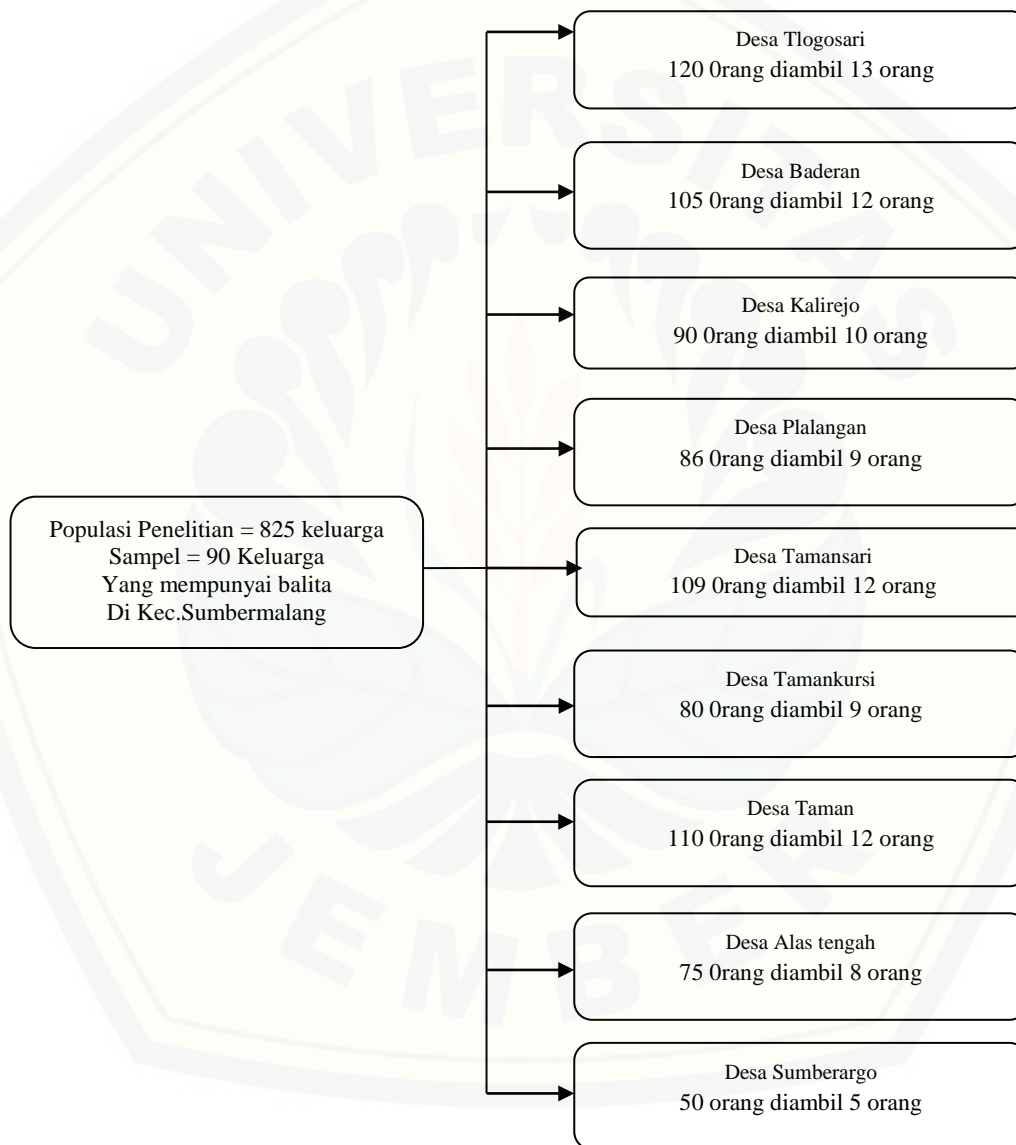 UNIVERSITAS
JEMBER
Populasi Penelitian = 825 keluarga
Sampel = 90 Keluarga
Yang mempunyai balita
Di Kec.Sumbermalang
Desa Tlogosari
120 0rang diambil 13 orang
Desa Baderan
105 0rang diambil 12 orang
Desa Kalirejo
90 0rang diambil 10 orang
Desa Plalangan
86 0rang diambil 9 orang
Desa Tamansari
109 0rang diambil 12 orang
Desa Tamankursi
80 0rang diambil 9 orang
Desa Taman
110 0rang diambil 12 orang
Desa Alas tengah
75 0rang diambil 8 orang
Desa Sumberargo
50 orang diambil 5 orang